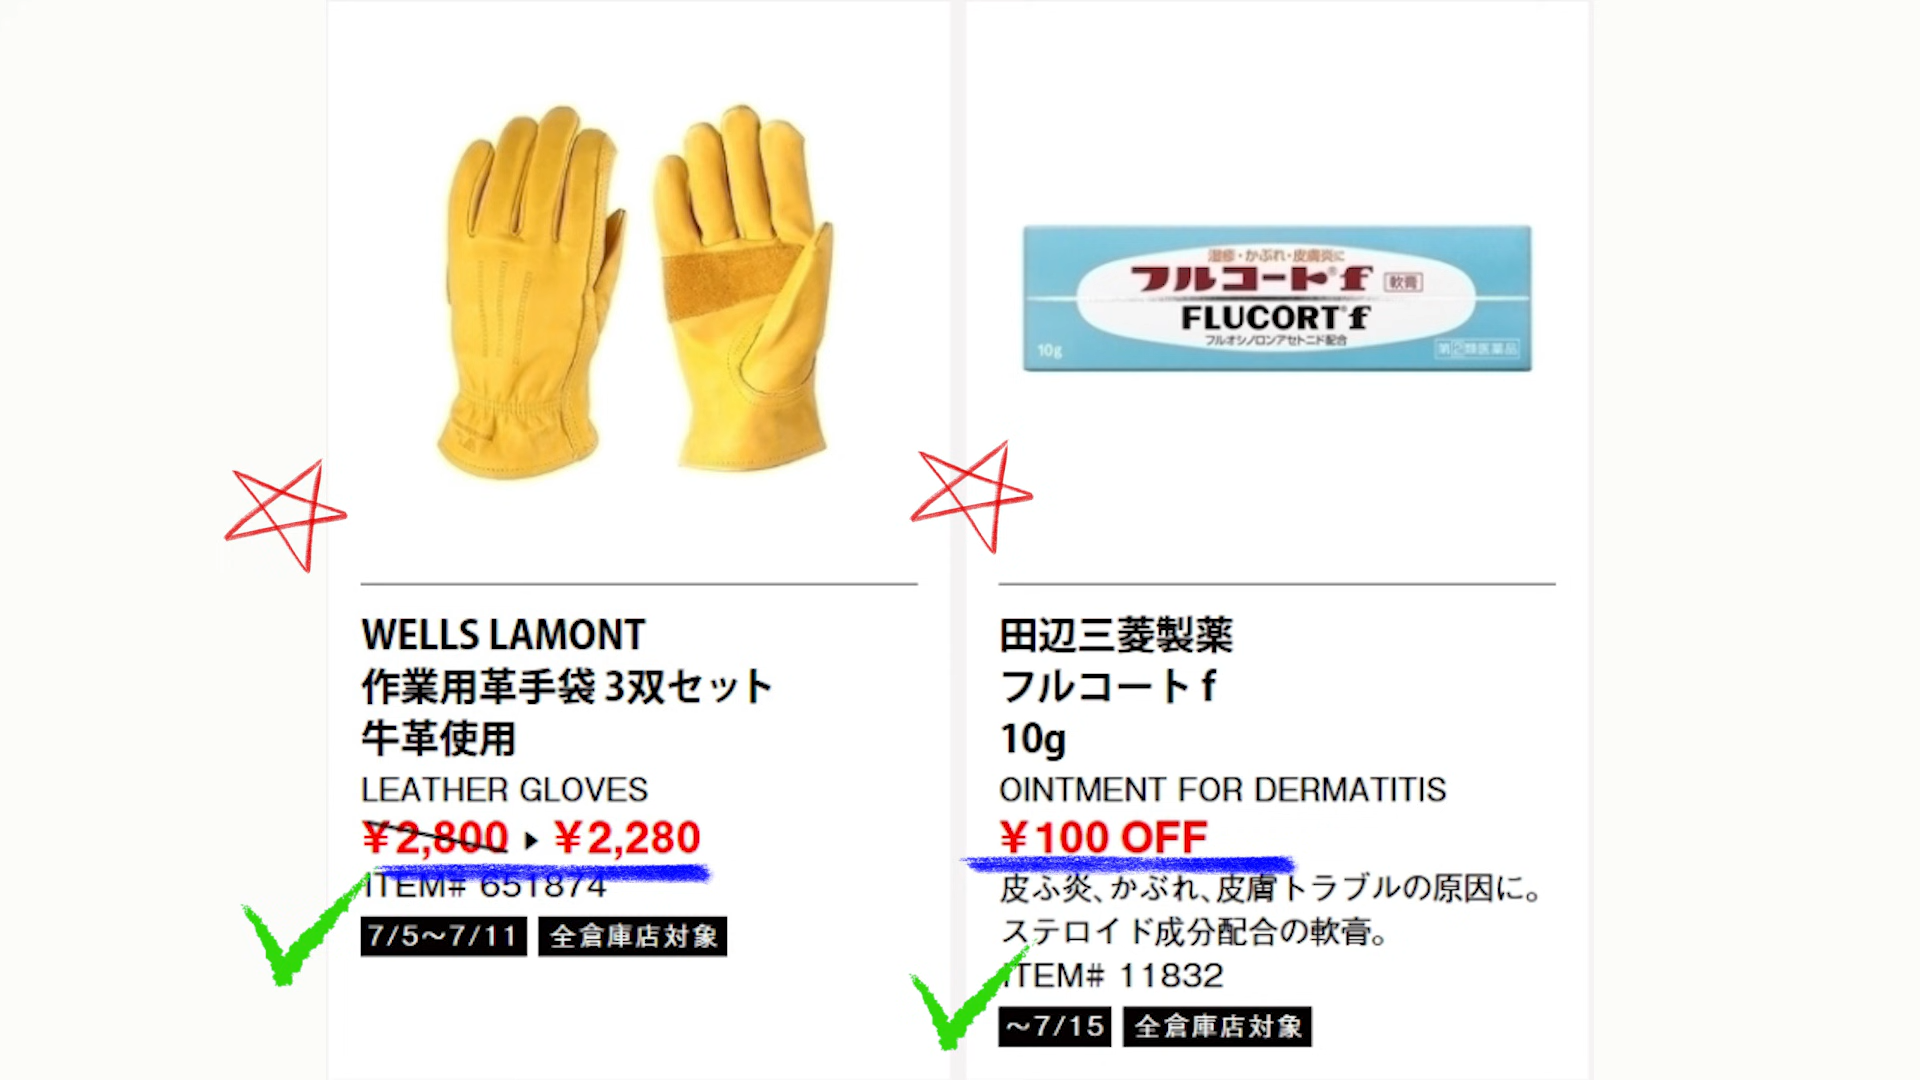 湿疹・かぶれ・皮膚炎に
フルコート®f 軟膏
FLUCORT®f
フルオシノロンアセトニド配合
10g
指定②類医薬品
WELLS LAMONT
作業用革手袋 3双セット
牛革使用
LEATHER GLOVES
¥2,800 ▸ ¥2,280
ITEM# 651874
7/5～7/11 全倉庫店対象
田辺三菱製薬
フルコート f
10g
OINTMENT FOR DERMATITIS
¥100 OFF
皮ふ炎、かぶれ、皮膚トラブルの原因に。
ステロイド成分配合の軟膏。
ITEM# 11832
～7/15 全倉庫店対象